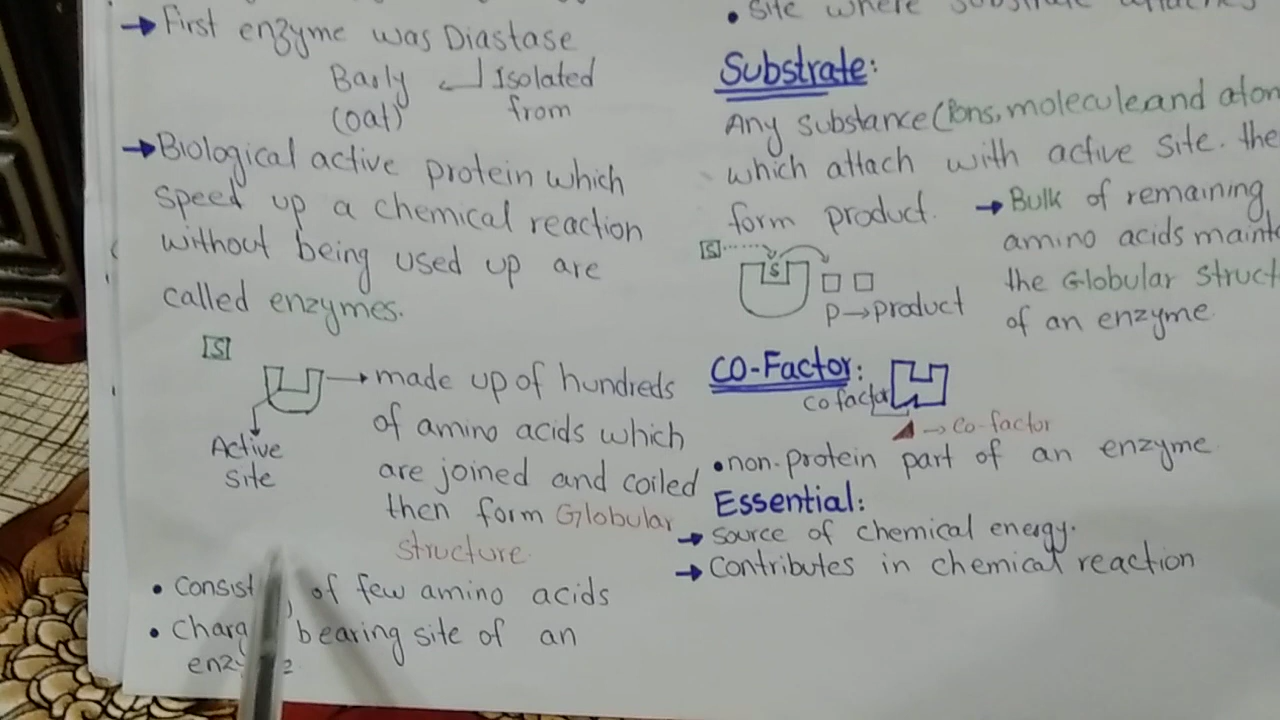 → First enzyme was Diastase
Barly ↲ Isolated
(oat) from
→ Biological active protein which
speed up a chemical reaction
without being used up are
called enzymes.
S
→ made up of hundreds
of amino acids which
are joined and coiled
then form Globular
structure.
Active
site
• Consist of few amino acids
• bearing site of an
• site where
Substrate:
Any substance (Ions, molecule and
which attach with active site.
form product.
S
S
P→product
→ Bulk of remaining
amino acids
the Globular
of an enzyme.
CO-Factor:
Cofactor
→ Co-factor
• non-protein part of an enzyme
Essential:
→ source of chemical energy.
→ Contributes in chemical reaction